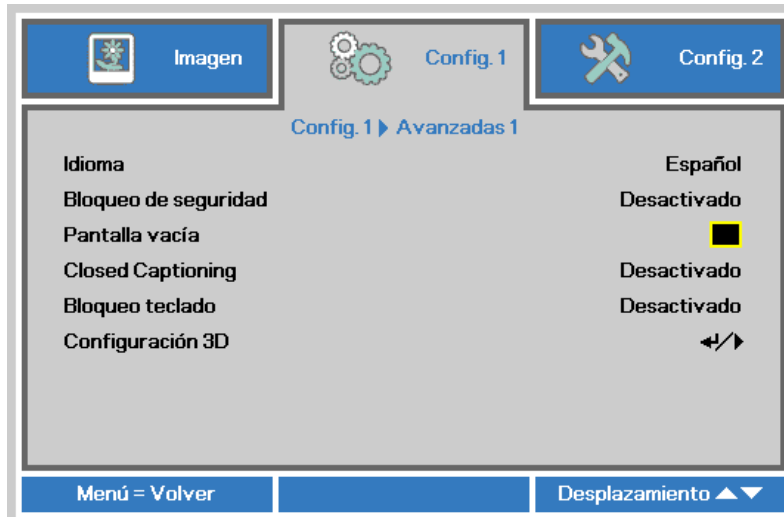 Imagen
Config. 1
Config. 2
Config. 1 Avanzadas 1
Idioma Español
Bloqueo de seguridad Desactivado
Pantalla vacía
Closed Captioning Desactivado
Bloqueo teclado Desactivado
Configuración 3D
Menú = Volver
Desplazamiento